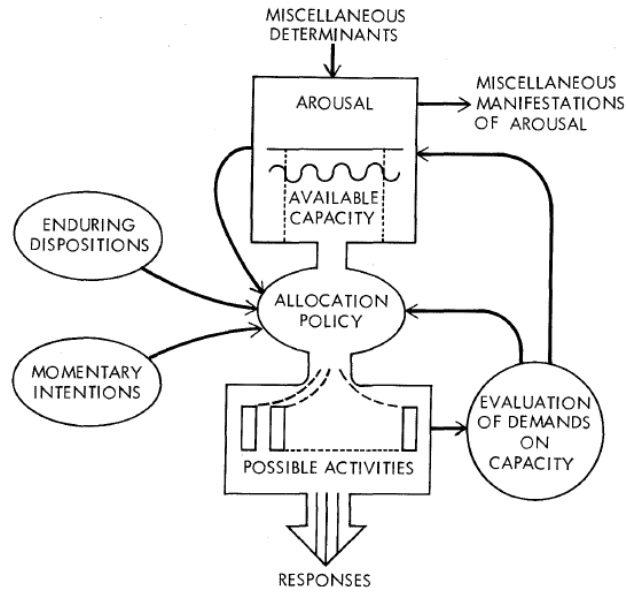 MISCELLANEOUS
DETERMINANTS
AROUSAL
MISCELLANEOUS
MANIFESTATIONS
OF AROUSAL
AVAILABLE
CAPACITY
ENDURING
DISPOSITIONS
ALLOCATION
POLICY
MOMENTARY
INTENTIONS
EVALUATION
OF DEMANDS
ON
CAPACITY
POSSIBLE ACTIVITIES
RESPONSES